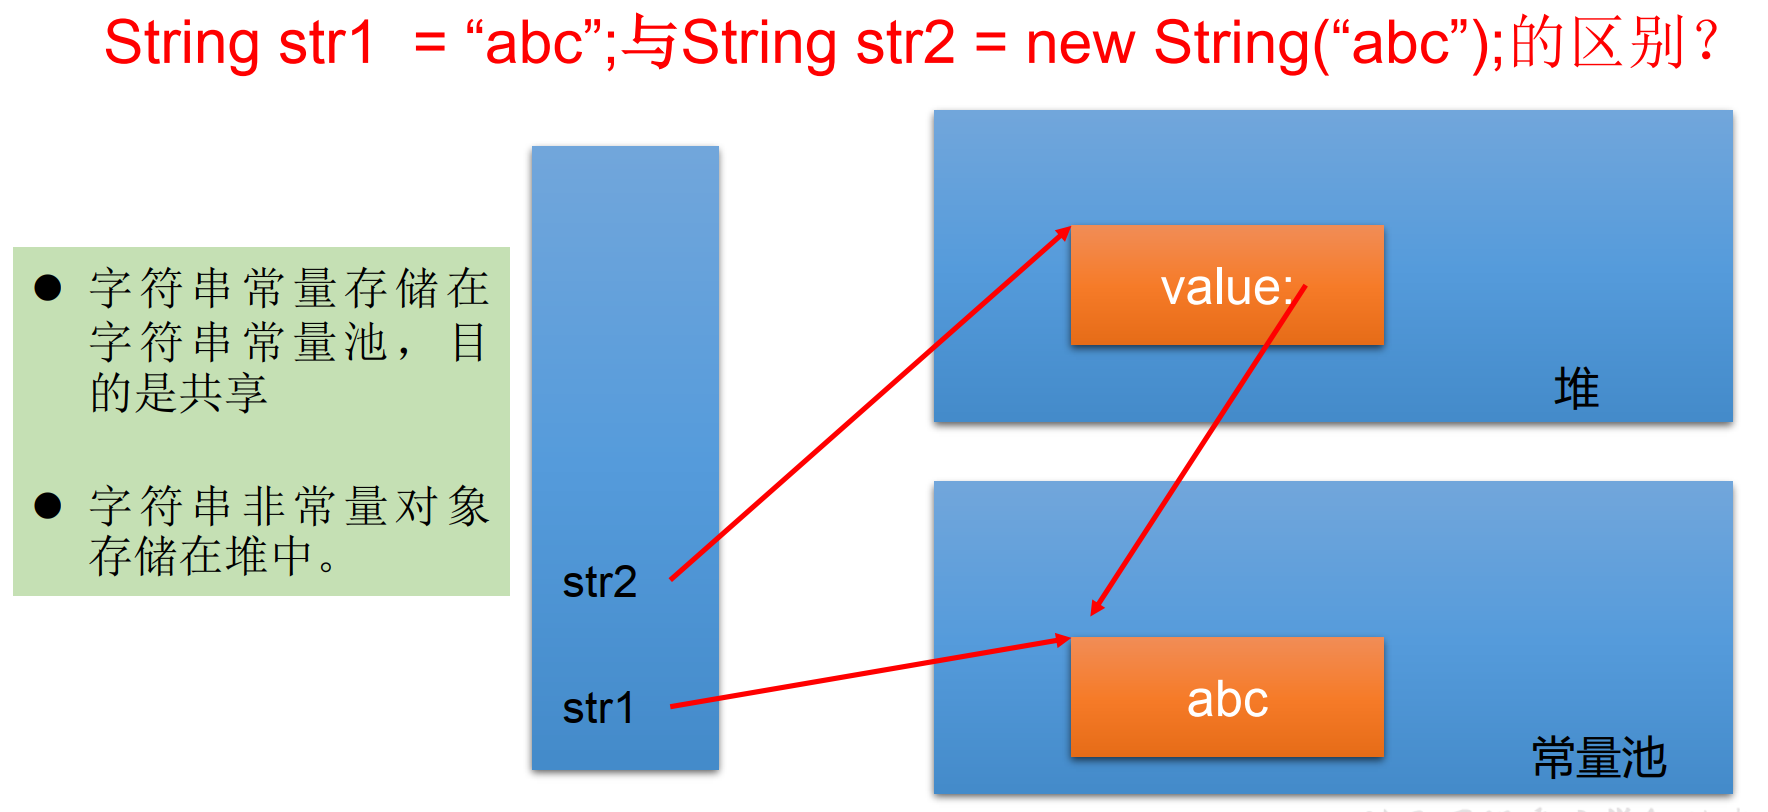 String str1 = “abc”;与String str2 = new String(“abc”);的区别？
● 字符串常量存储在
字符串常量池，目
的是共享
● 字符串非常量对象
存储在堆中。
str2
str1
value:
堆
abc
常量池